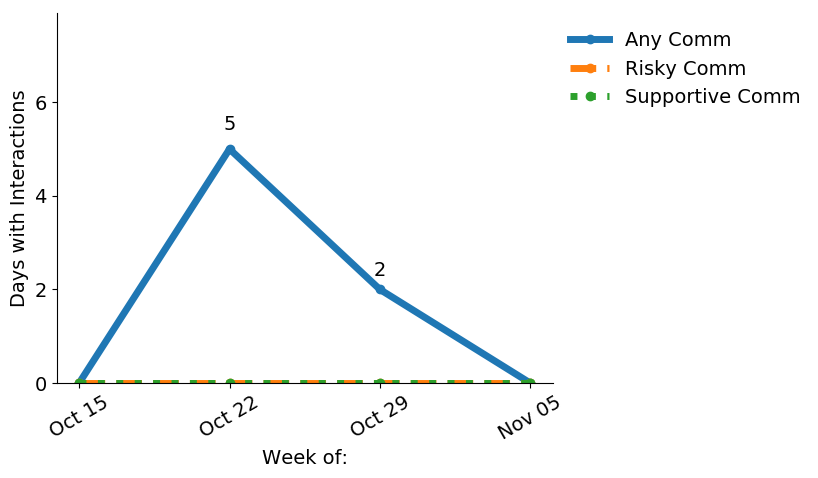 Any Comm
Risky Comm
Supportive Comm
Days with Interactions
6
4
2
0
5
2
Oct 15
Oct 22
Oct 29
Nov 05
Week of: